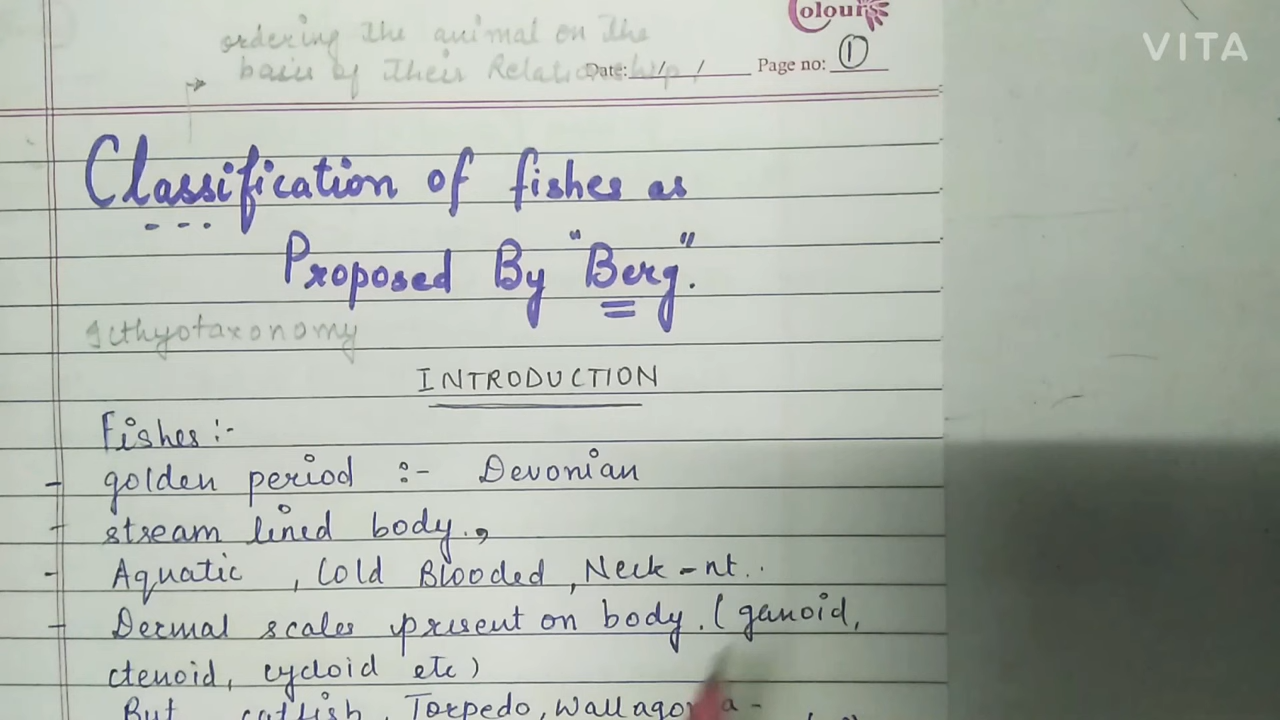 Colours
VITA
ordering the animal on the
basis of their Relationship.
Date: / / Page no: 1
Classification of fishes as
Proposed By "Berg".
Icthyotaxonomy
INTRODUCTION
Fishes :-
- golden period :- Devonian
- stream lined body.,
- Aquatic , Cold Blooded , Neck -nt..
- Dermal scales present on body. ( ganoid,
ctenoid, cycloid etc )
But catfish, Torpedo, Wallago